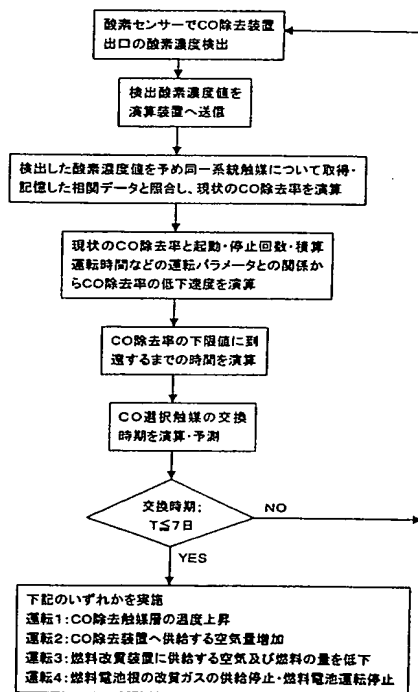 酸素センサーでCO除去装置
出口の酸素濃度検出
検出酸素濃度値を
演算装置へ送信
検出した酸素濃度値を予め同一系統触媒について取得・
記憶した相関データと照合し、現状のCO除去率を演算
現状のCO除去率と起動・停止回数・積算
運転時間などの運転パラメータとの関係か
らCO除去率の低下速度を演算
CO除去率の下限値に到
達するまでの時間を演算
CO選択触媒の交換
時期を演算・予測
交換時期;
T≦7日
NO
YES
下記のいずれかを実施
運転1:CO除去触媒層の温度上昇
運転2:CO除去装置へ供給する空気量増加
運転3:燃料改質装置に供給する空気及び燃料の量を低下
運転4:燃料電池極の改質ガスの供給停止・燃料電池運転停止